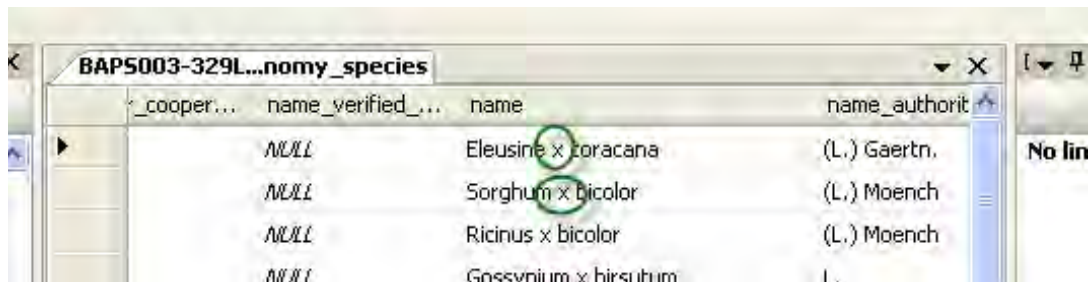 BAPS003-329L...nomy_species
r_cooper... name_verified_... name name_authorit
NULL Eleusine x coracana (L.) Gaertn. No lin
NULL Sorghum x bicolor (L.) Moench
NULL Ricinus x bicolor (L.) Moench
NULL Gossypium x hirsutum L.